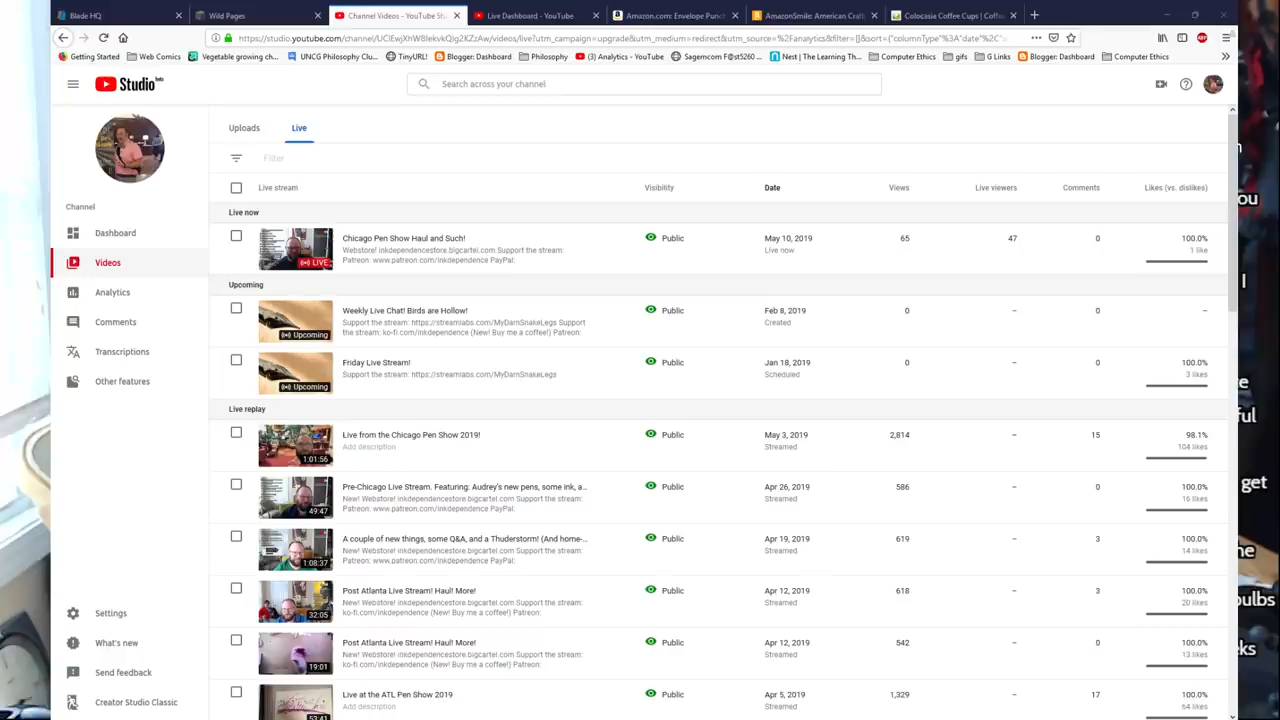 Blade HQ
Wild Pages
Channel Videos - YouTube Stu
Live Dashboard - YouTube
Amazon.com: Envelope Punch
AmazonSmile: American Craft
Colocasia Coffee Cups | Coffee
https://studio.youtube.com/channel/
Getting Started
Web Comics
Vegetable growing ch...
UNCG Philosophy Clu...
TinyURL!
Blogger: Dashboard
Philosophy
(3) Analytics - YouTube
Sagemcom F@st5260 ...
Nest | The Learning Th...
Computer Ethics
gifs
G Links
Blogger: Dashboard
Computer Ethics
Studio beta
Search across your channel
Uploads
Live
Filter
Live stream Visibility Date Views Live viewers Comments Likes (vs. dislikes)
Channel
Dashboard
Videos
Analytics
Comments
Transcriptions
Other features
Settings
What's new
Send feedback
Creator Studio Classic
Live now
LIVE
Chicago Pen Show Haul and Such! Public May 10, 2019 65 47 0 100.0%
Webstore! inkdependencestore.bigcartel.com Support the stream: Live now 1 like
Patreon: www.patreon.com/inkdependence PayPal:
Upcoming
Upcoming
Weekly Live Chat! Birds are Hollow! Public Feb 8, 2019 0 – 0 –
Support the stream: https://streamlabs.com/MyDarnSnakeLegs Support Created
the stream: ko-fi.com/inkdependence (New! Buy me a coffee!) Patreon:
Upcoming
Friday Live Stream! Public Jan 18, 2019 0 – 0 100.0%
Support the stream: https://streamlabs.com/MyDarnSnakeLegs Scheduled 3 likes
Live replay
1:01:56
Live from the Chicago Pen Show 2019! Public May 3, 2019 2,814 – 15 98.1%
Add description Streamed 104 likes
49:47
Pre-Chicago Live Stream. Featuring: Audrey's new pens, some ink, a... Public Apr 26, 2019 586 – 0 100.0%
New! Webstore! inkdependencestore.bigcartel.com Support the stream: Streamed 16 likes
Patreon: www.patreon.com/inkdependence PayPal:
1:08:37
A couple of new things, some Q&A, and a Thuderstorm! (And home-... Public Apr 19, 2019 619 – 3 100.0%
New! Webstore! inkdependencestore.bigcartel.com Support the stream: Streamed 14 likes
Patreon: www.patreon.com/inkdependence PayPal:
32:05
Post Atlanta Live Stream! Haul! More! Public Apr 12, 2019 618 – 3 100.0%
New! Webstore! inkdependencestore.bigcartel.com Support the stream: Streamed 20 likes
ko-fi.com/inkdependence (New! Buy me a coffee!) Patreon:
19:01
Post Atlanta Live Stream! Haul! More! Public Apr 12, 2019 542 – 0 100.0%
New! Webstore! inkdependencestore.bigcartel.com Support the stream: Streamed 13 likes
ko-fi.com/inkdependence (New! Buy me a coffee!) Patreon:
53:41
Live at the ATL Pen Show 2019 Public Apr 5, 2019 1,329 – 17 100.0%
Add description Streamed 64 likes
ou
I
get